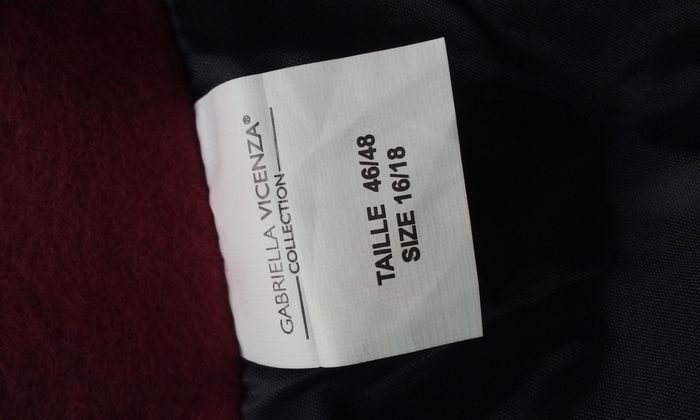 GABRIELLA VICENZA®
COLLECTION
TAILLE 46/48
SIZE 16/18